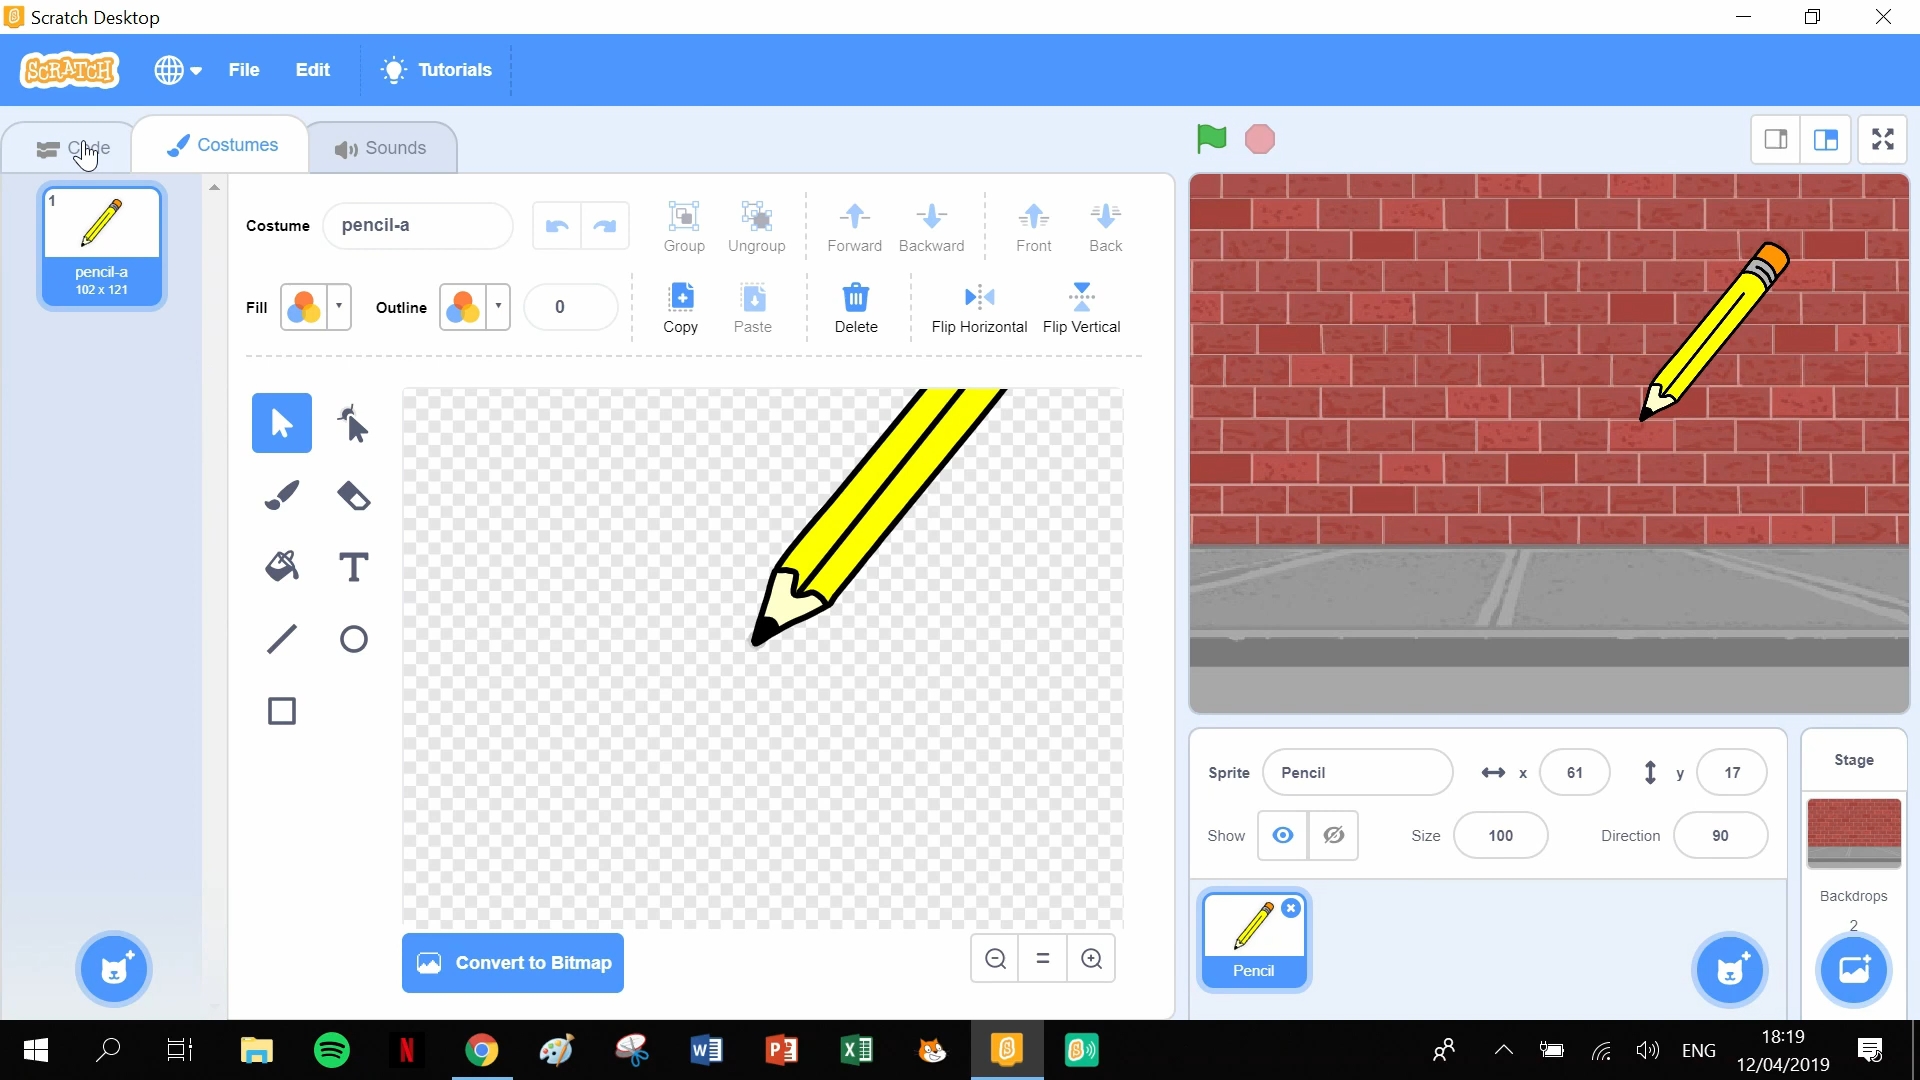 Scratch Desktop
SCRATCH
File
Edit
Tutorials
Code
Costumes
Sounds
1
pencil-a
102 x 121
Costume
pencil-a
Group
Ungroup
Forward
Backward
Front
Back
Fill
Outline
0
Copy
Paste
Delete
Flip Horizontal
Flip Vertical
T
Convert to Bitmap
=
Sprite
Pencil
x
61
y
17
Show
Size
100
Direction
90
Pencil
Stage
Backdrops
2
ENG
18:19
12/04/2019